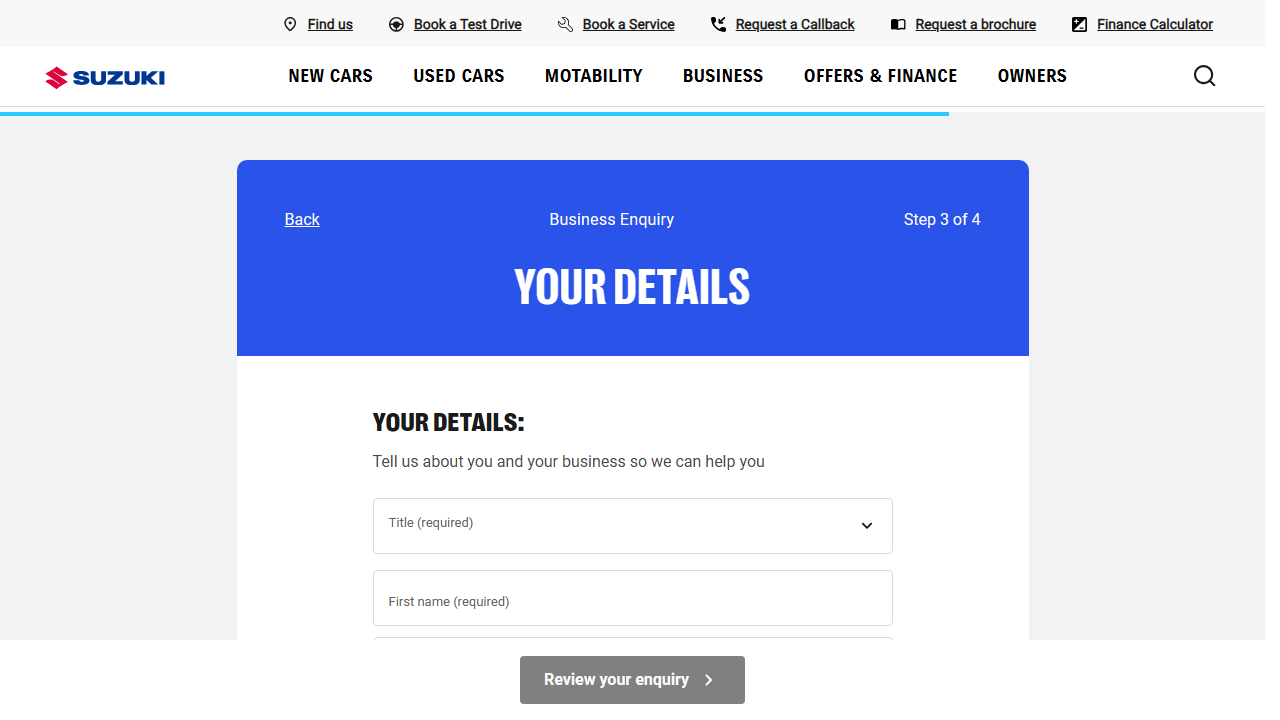 Find us Book a Test Drive Book a Service Request a Callback Request a brochure Finance Calculator
SUZUKI NEW CARS USED CARS MOTABILITY BUSINESS OFFERS & FINANCE OWNERS
Back Business Enquiry Step 3 of 4
YOUR DETAILS
YOUR DETAILS:
Tell us about you and your business so we can help you
Title (required)
First name (required)
Review your enquiry